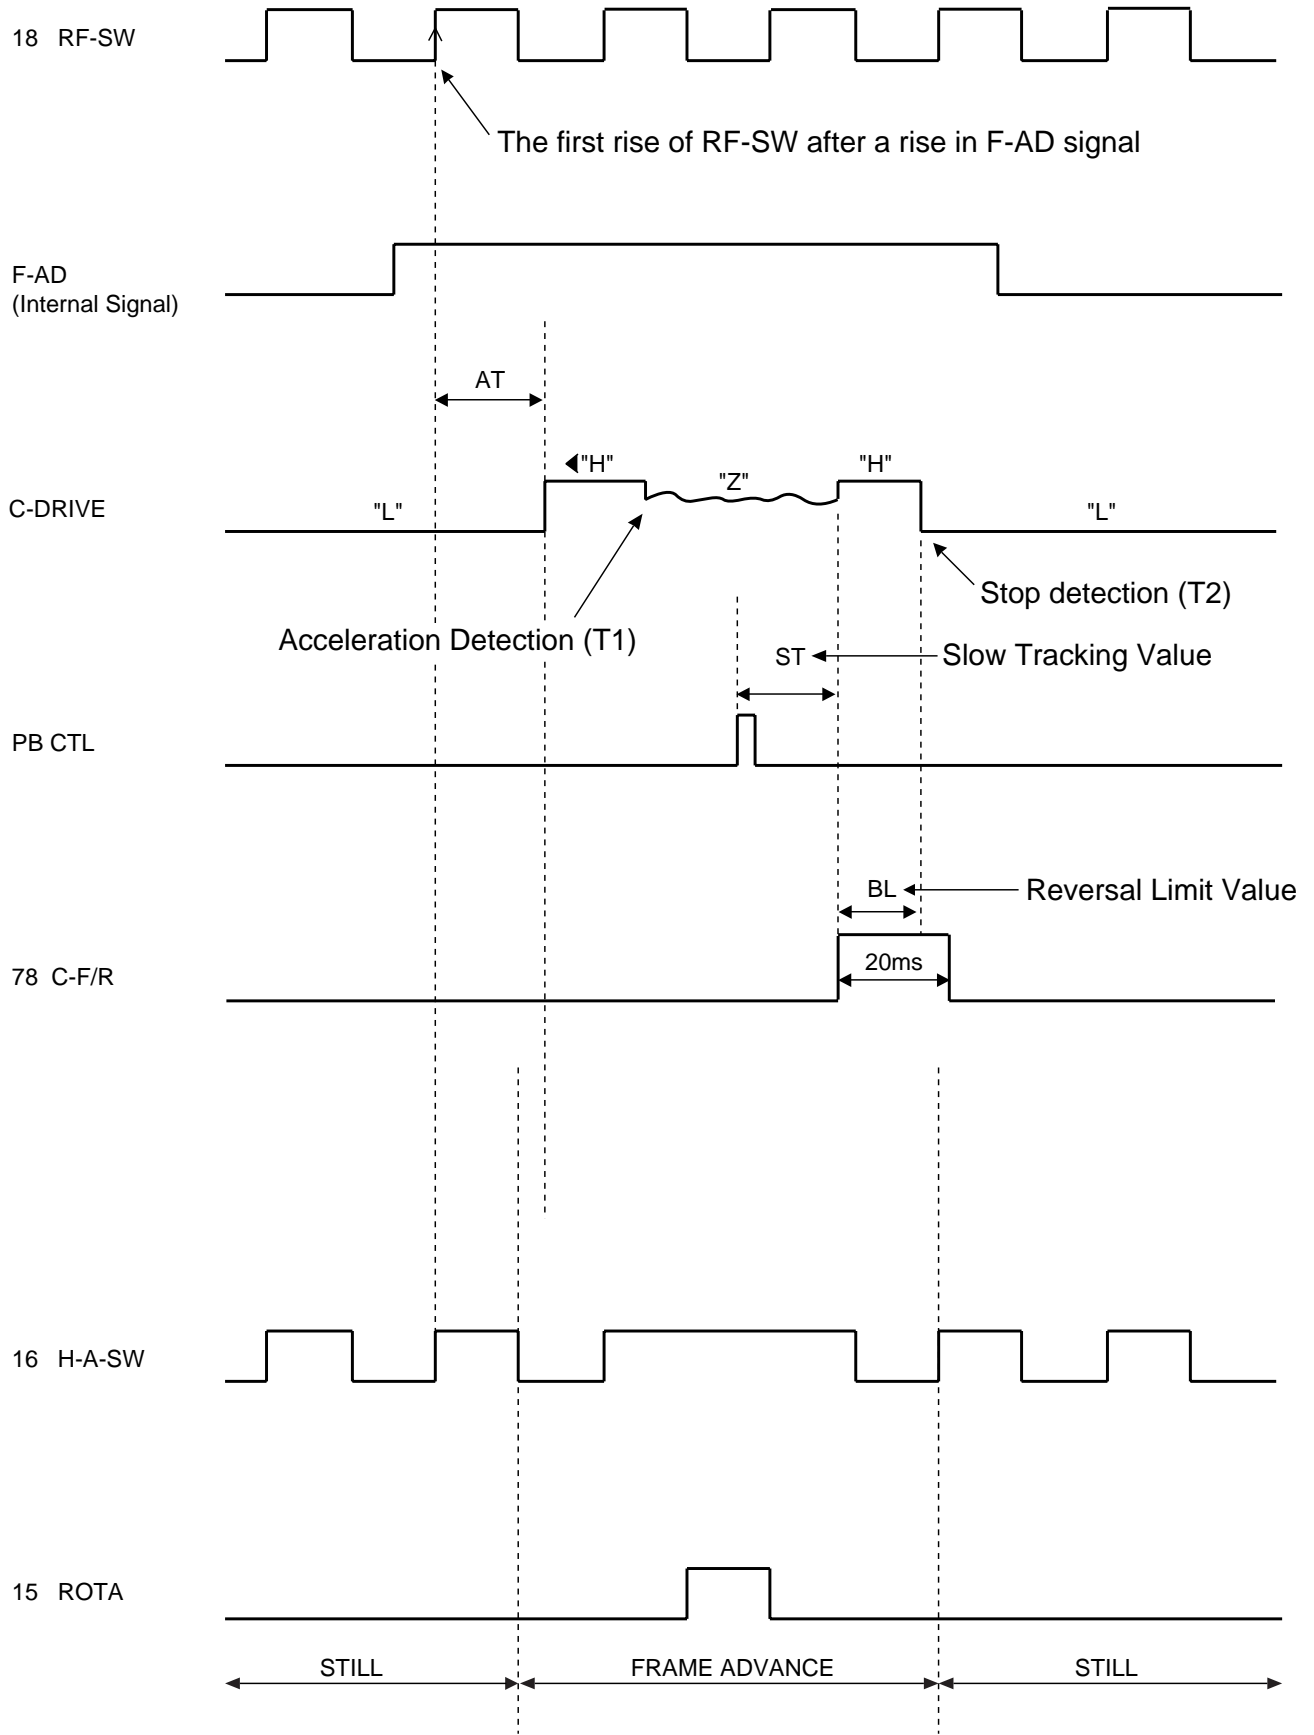 18 RF-SW
The first rise of RF-SW after a rise in F-AD signal
F-AD
(Internal Signal)
AT
C-DRIVE
"L"
"H"
"Z"
"H"
"L"
Stop detection (T2)
Acceleration Detection (T1)
ST
Slow Tracking Value
PB CTL
BL
Reversal Limit Value
78 C-F/R
20ms
16 H-A-SW
15 ROTA
STILL
FRAME ADVANCE
STILL